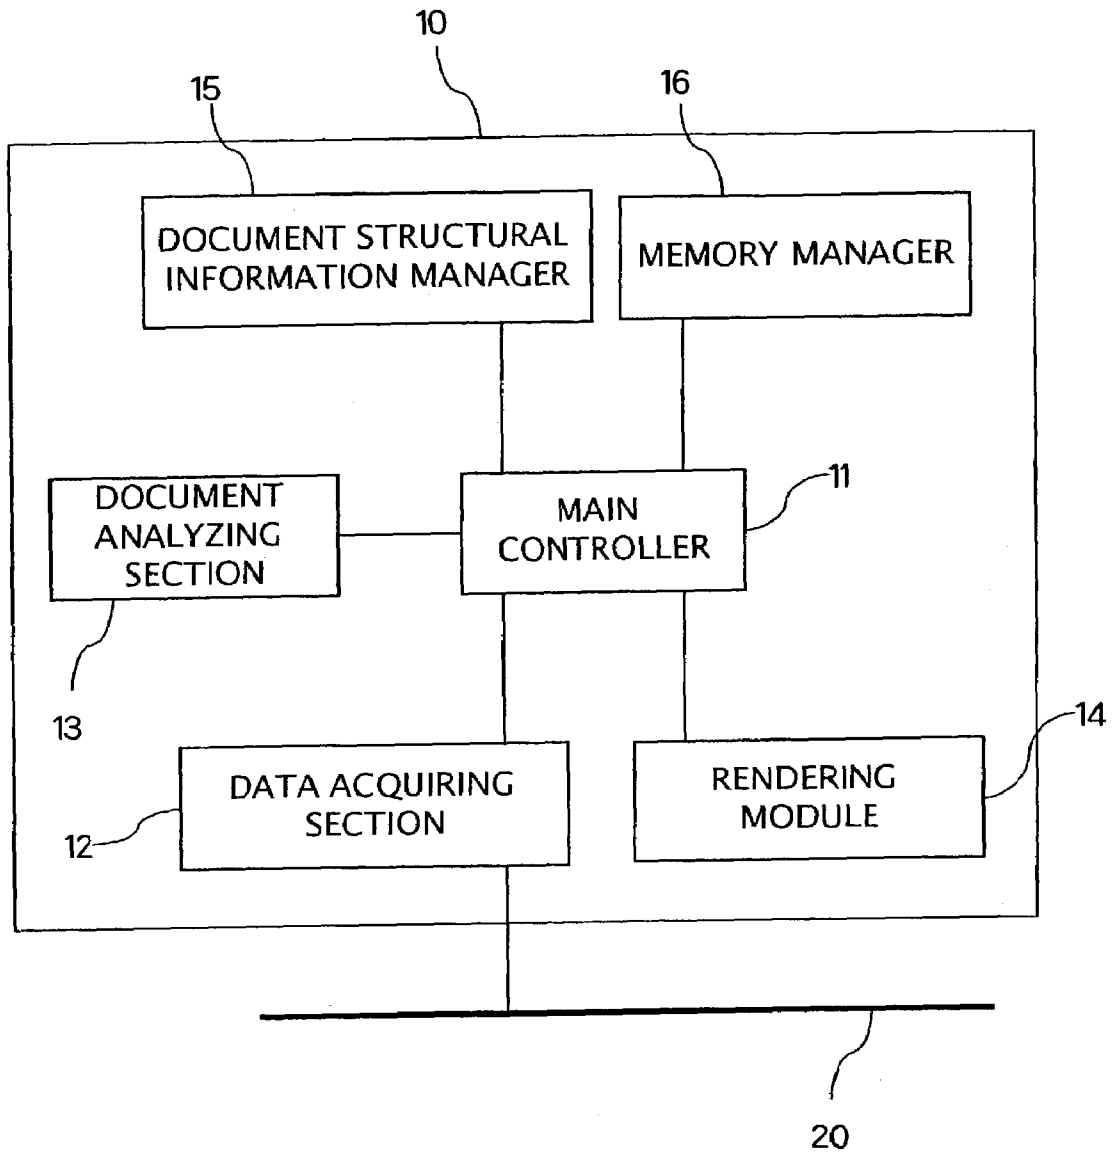 10
15
16
DOCUMENT STRUCTURAL
INFORMATION MANAGER
MEMORY MANAGER
11
DOCUMENT
ANALYZING
SECTION
MAIN
CONTROLLER
13
14
DATA ACQUIRING
SECTION
RENDERING
MODULE
12
20